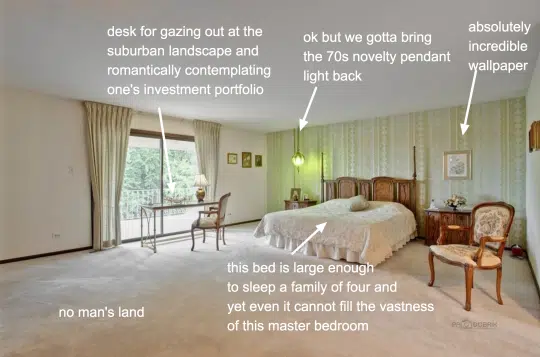 desk for gazing out at the
suburban landscape and
romantically contemplating
one's investment portfolio
ok but we gotta bring
the 70s novelty pendant
light back
absolutely
incredible
wallpaper
this bed is large enough
to sleep a family of four and
yet even it cannot fill the vastness
of this master bedroom
no man's land